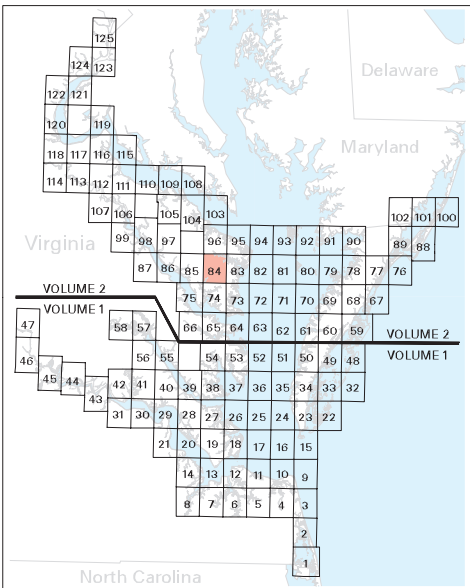 125
124 123
Delaware
122 121
120 119
Maryland
118 117 116 115
114 113 112 111 110 109 108
107 106 105 104 103 102 101 100
Virginia 99 98 97 96 95 94 93 92 91 90 89 88
87 86 85 84 83 82 81 80 79 78 77 76
VOLUME 2
75 74 73 72 71 70 69 68 67
VOLUME 1
47 58 57 66 65 64 63 62 61 60 59 VOLUME 2
46 56 55 54 53 52 51 50 49 48 VOLUME 1
45 44 43 42 41 40 39 38 37 36 35 34 33 32
31 30 29 28 27 26 25 24 23 22
21 20 19 18 17 16 15
14 13 12 11 10 9
8 7 6 5 4 3
2
1
North Carolina